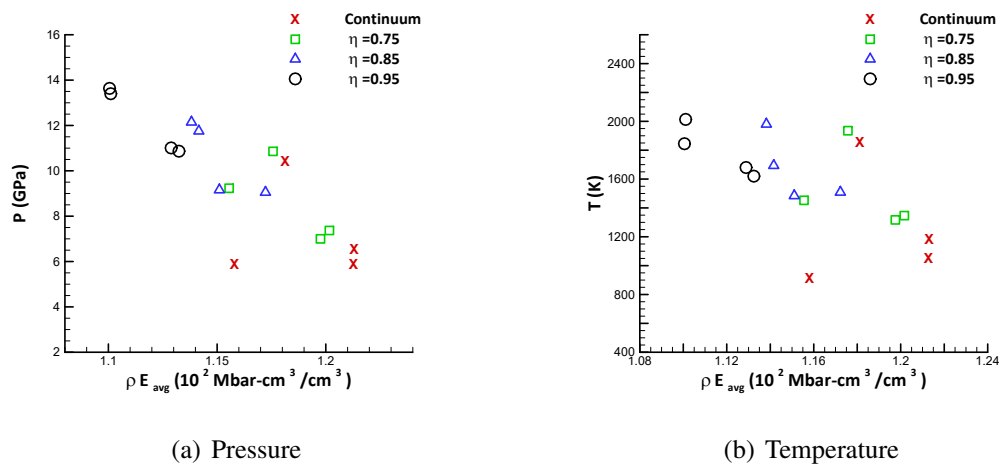 Continuum
η =0.75
η =0.85
η =0.95
16
14
12
10
8
6
4
2
P (GPa)
1.1
1.15
1.2
ρ E avg (10 2 Mbar-cm 3 /cm 3 )
(a) Pressure
Continuum
η =0.75
η =0.85
η =0.95
2400
2000
1600
1200
800
400
T (K)
1.08
1.12
1.16
1.2
1.24
ρ E avg (10 2 Mbar-cm 3 /cm 3 )
(b) Temperature